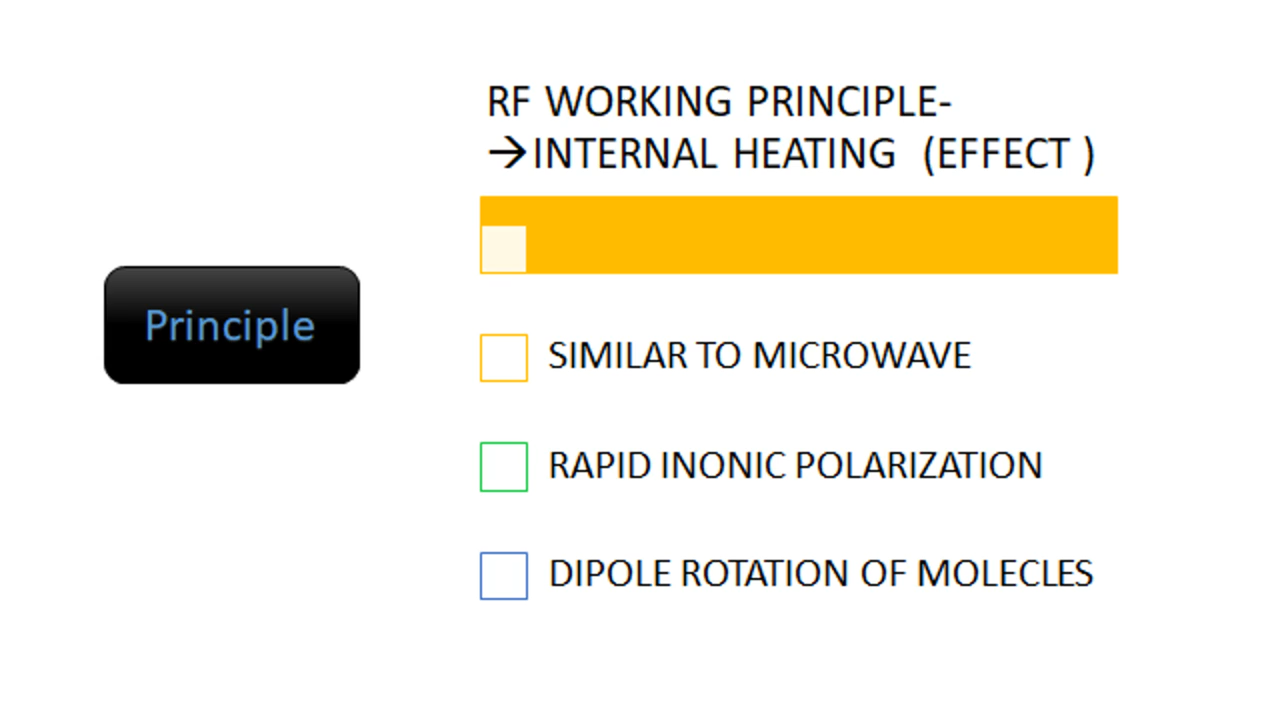 RF WORKING PRINCIPLE-
→INTERNAL HEATING (EFFECT )
Principle
SIMILAR TO MICROWAVE
RAPID INONIC POLARIZATION
DIPOLE ROTATION OF MOLECLES